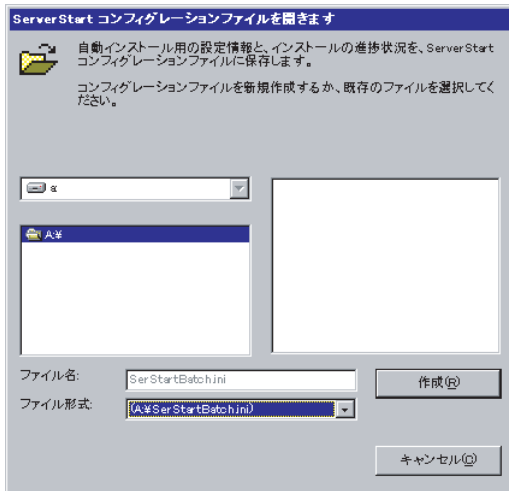 ServerStart コンフィグレーションファイルを開きます
自動インストール用の設定情報と、インストールの進捗状況を、ServerStart
コンフィグレーションファイルに保存します。
コンフィグレーションファイルを新規作成するか、既存のファイルを選択してく
ださい。
a:
A:¥
ファイル名:
SerStartBatch.ini
作成(R)
ファイル形式:
(A:¥SerStartBatch.ini)
キャンセル(C)